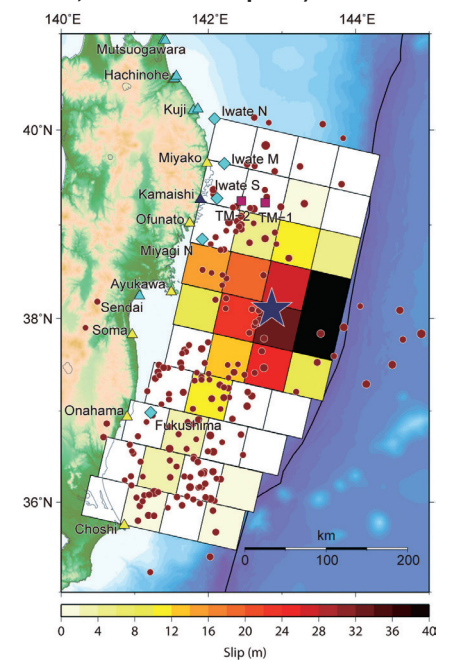 140˚E 142˚E 144˚E
Mutsuogawara
Hachinohe
Kuji
Iwate N
40˚N
Miyako
Iwate M
Iwate S
Kamaishi
TM-2 TM-1
Ofunato
Miyagi N
Ayukawa
Sendai
38˚N
Soma
Onahama
Fukushima
36˚N
Choshi
km
0 100 200
0 4 8 12 16 20 24 28 32 36 40
Slip (m)